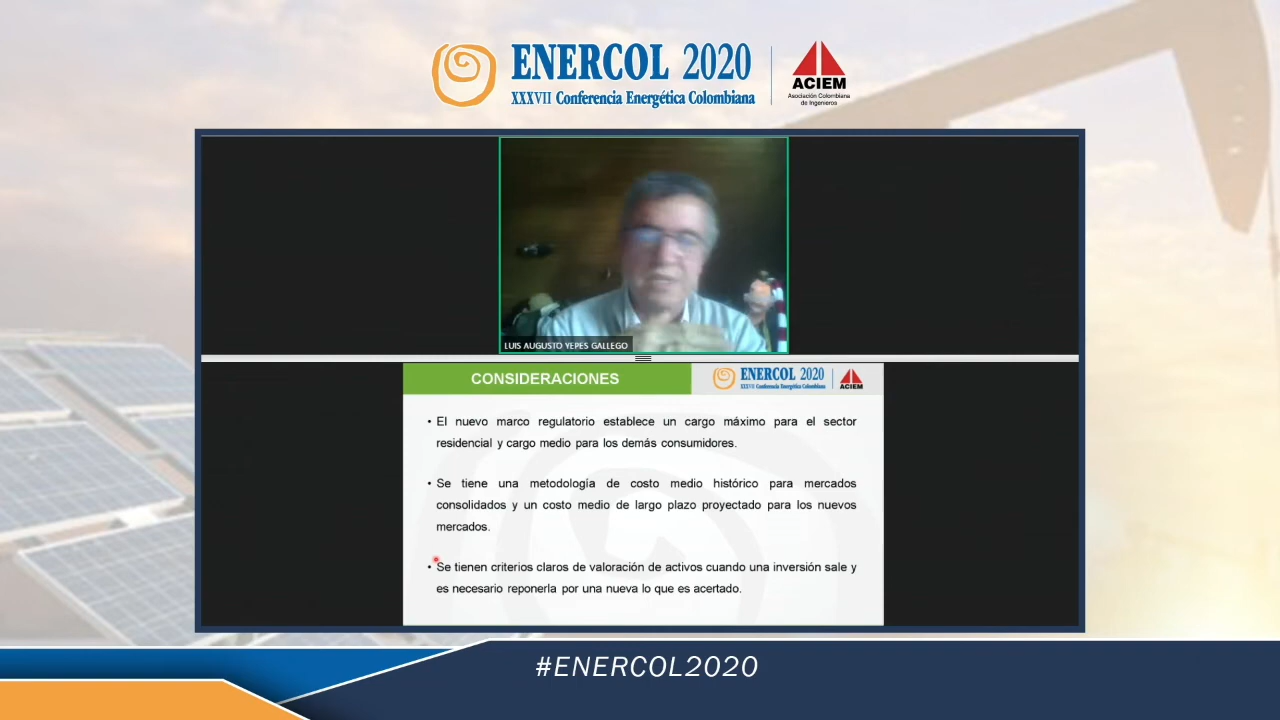 ENERCOL 2020
XXXVII Conferencia Energética Colombiana
ACIEM
Asociación Colombiana
de Ingenieros
LUIS AUGUSTO YEPES GALLEGO
CONSIDERACIONES
ENERCOL 2020
XXXVII Conferencia Energética Colombiana
ACIEM
• El nuevo marco regulatorio establece un cargo máximo para el sector
residencial y cargo medio para los demás consumidores.
• Se tiene una metodología de costo medio histórico para mercados
consolidados y un costo medio de largo plazo proyectado para los nuevos
mercados.
• Se tienen criterios claros de valoración de activos cuando una inversión sale y
es necesario reponerla por una nueva lo que es acertado.
#ENERCOL2020